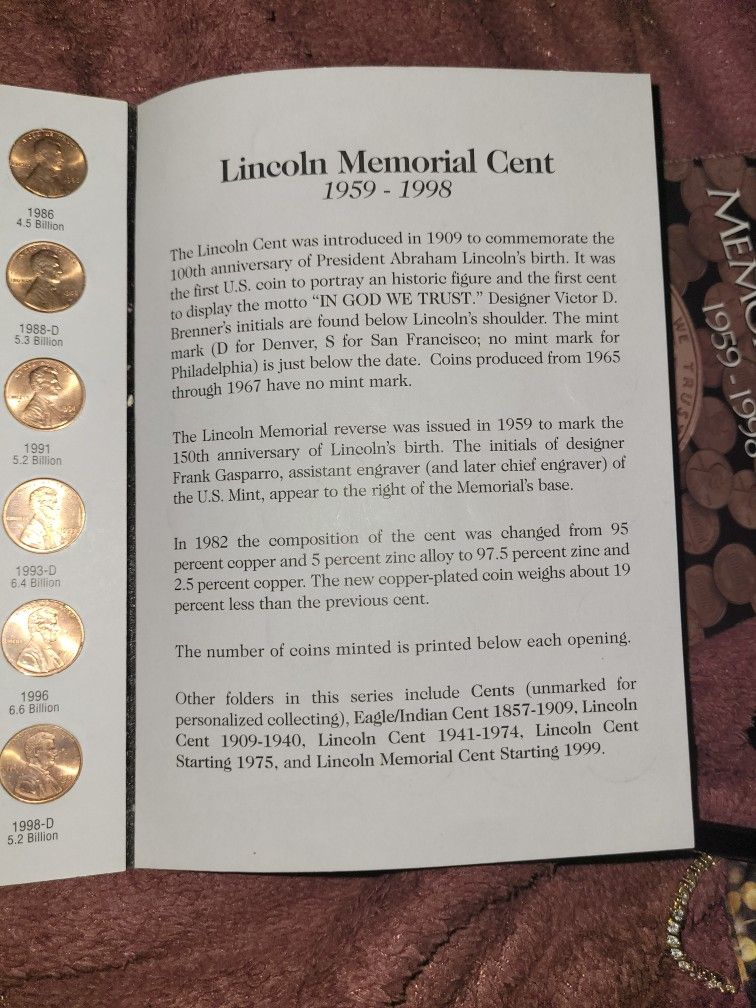 1986
4.5 Billion
1988-D
5.3 Billion
1991
5.2 Billion
1993-D
6.4 Billion
1996
6.6 Billion
1998-D
5.2 Billion
Lincoln Memorial Cent
1959 - 1998
The Lincoln Cent was introduced in 1909 to commemorate the
100th anniversary of President Abraham Lincoln's birth. It was
the first U.S. coin to portray an historic figure and the first cent
to display the motto “IN GOD WE TRUST.” Designer Victor D.
Brenner's initials are found below Lincoln's shoulder. The mint
mark (D for Denver, S for San Francisco; no mint mark for
Philadelphia) is just below the date. Coins produced from 1965
through 1967 have no mint mark.
The Lincoln Memorial reverse was issued in 1959 to mark the
150th anniversary of Lincoln's birth. The initials of designer
Frank Gasparro, assistant engraver (and later chief engraver) of
the U.S. Mint, appear to the right of the Memorial's base.
In 1982 the composition of the cent was changed from 95
percent copper and 5 percent zinc alloy to 97.5 percent zinc and
2.5 percent copper. The new copper-plated coin weighs about 19
percent less than the previous cent.
The number of coins minted is printed below each opening.
Other folders in this series include Cents (unmarked for
personalized collecting), Eagle/Indian Cent 1857-1909, Lincoln
Cent 1909-1940, Lincoln Cent 1941-1974, Lincoln Cent
Starting 1975, and Lincoln Memorial Cent Starting 1999.
MEMO
1959-1998
WE TRUST